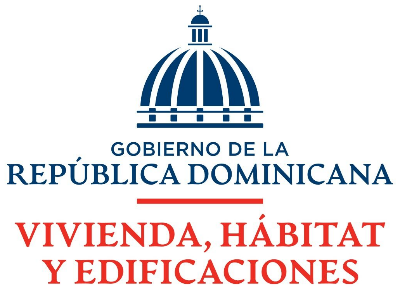 GOBIERNO DE LA
REPÚBLICA DOMINICANA
VIVIENDA, HÁBITAT
Y EDIFICACIONES